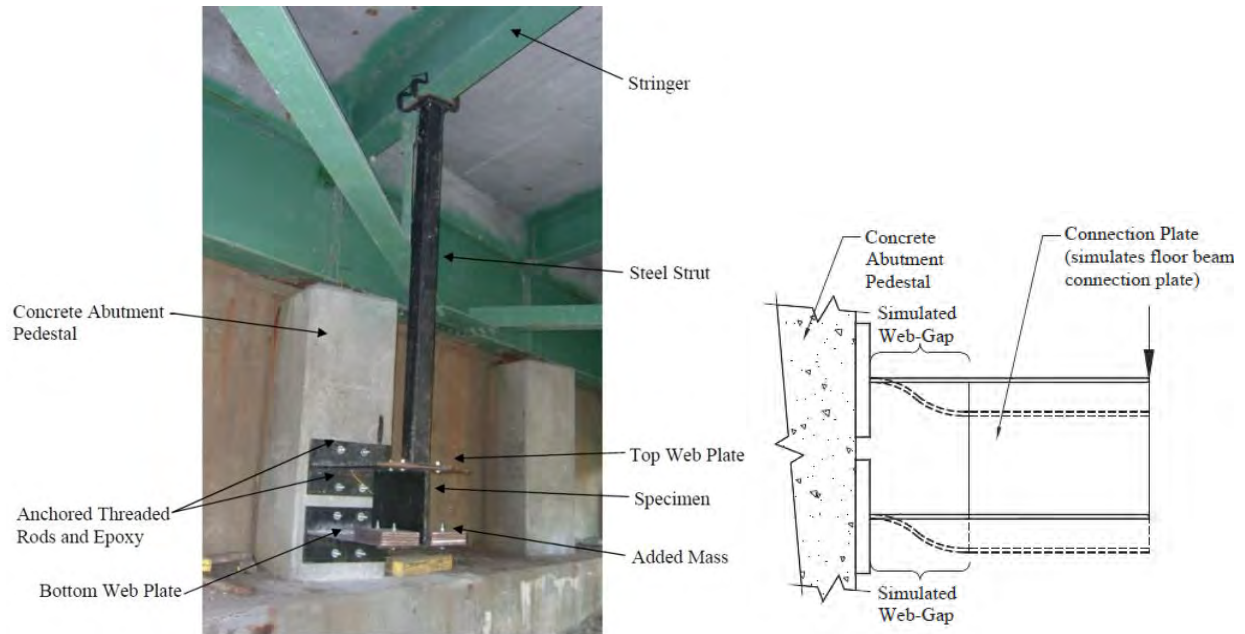 Stringer
Steel Strut
Concrete Abutment
Pedestal
Top Web Plate
Specimen
Anchored Threaded
Rods and Epoxy
Added Mass
Bottom Web Plate
Concrete
Abutment
Pedestal
Connection Plate
(simulates floor beam
connection plate)
Simulated
Web-Gap
Simulated
Web-Gap